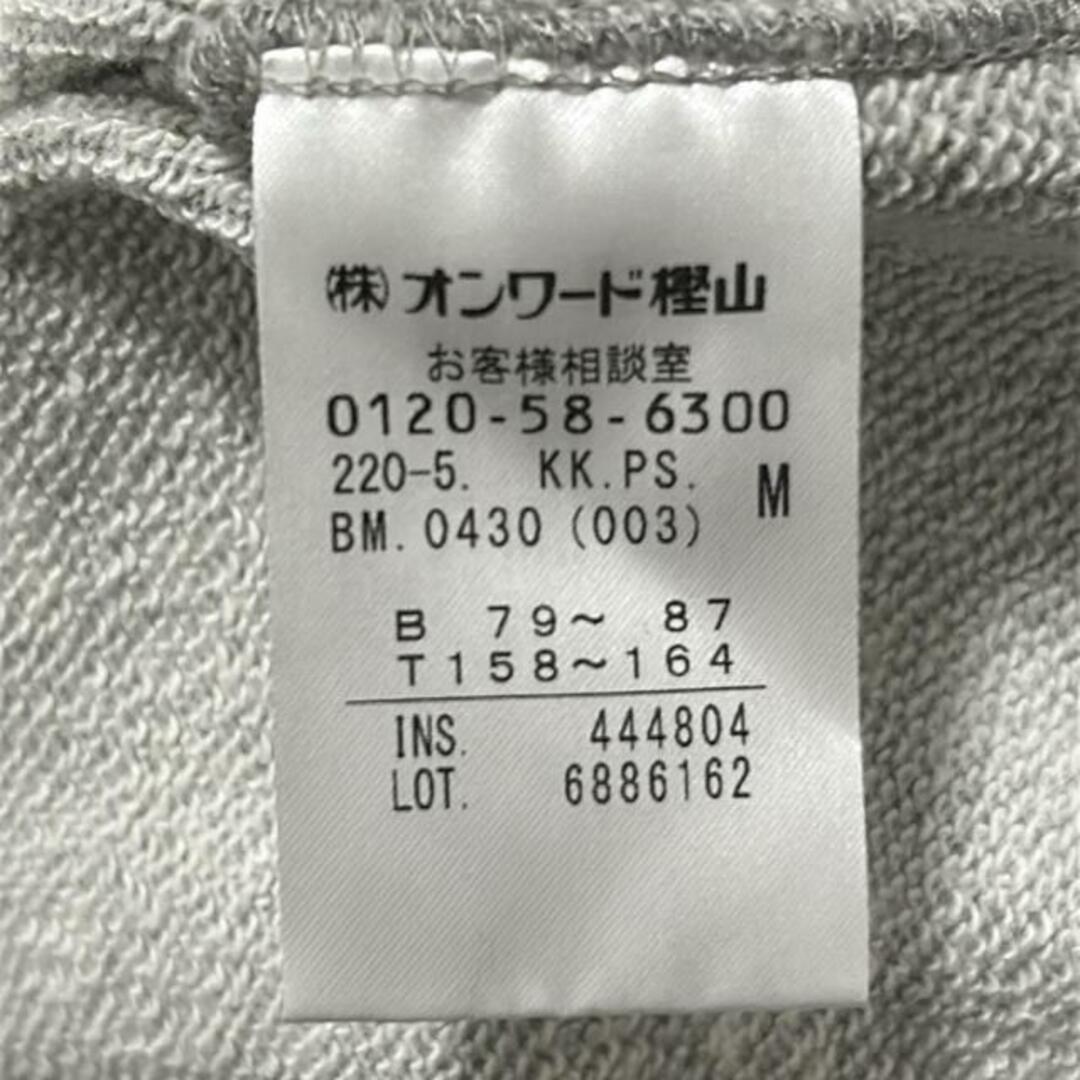 ㈱オンワード樫山
お客様相談室
0120-58-6300
220-5. KK.PS. M
BM.0430(003)
B 79～ 87
T158～164
INS. 444804
LOT. 6886162